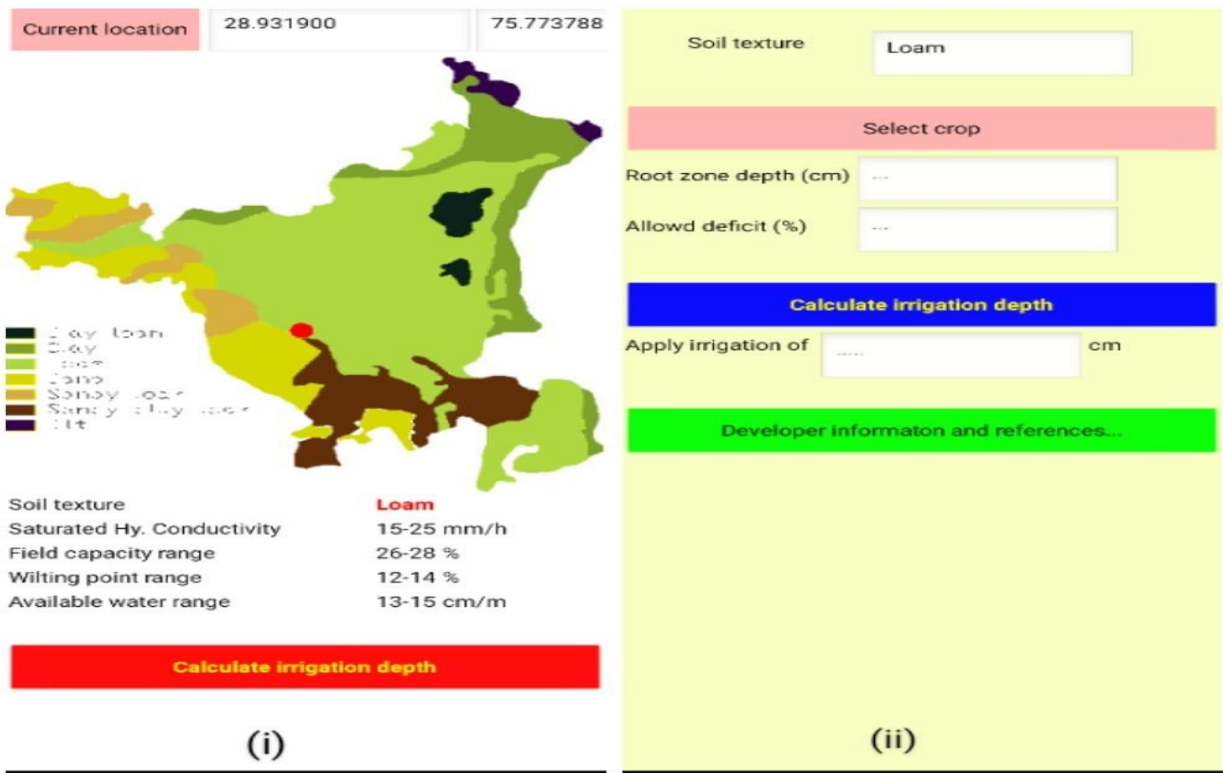 Current location 28.931900 75.773788
Clay
Soil texture Loam
Saturated Hy. Conductivity 15-25 mm/h
Field capacity range 26-28 %
Wilting point range 12-14 %
Available water range 13-15 cm/m
Calculate irrigation depth
(i)
Soil texture Loam
Select crop
Root zone depth (cm) ---
Allowd deficit (%) ---
Calculate irrigation depth
Apply irrigation of ---- cm
Developer informaton and references...
(ii)